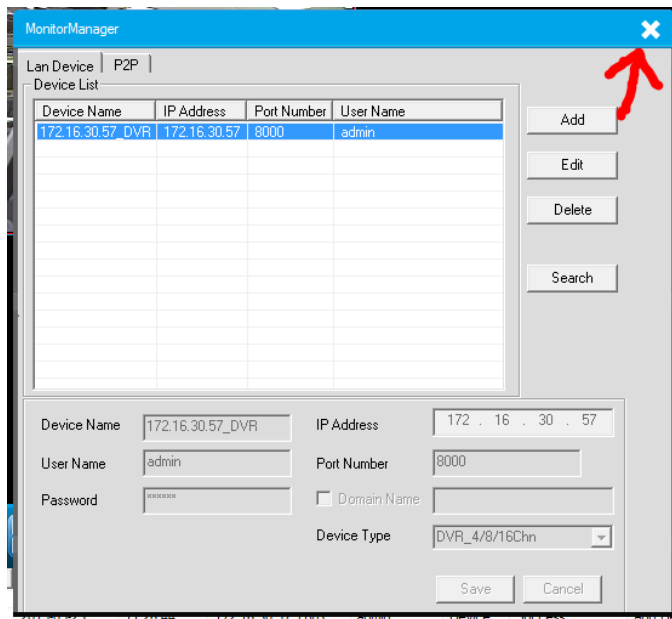 MonitorManager
Lan Device P2P
Device List
Device Name IP Address Port Number User Name
172.16.30.57_DVR 172.16.30.57 8000 admin
Add
Edit
Delete
Search
Device Name 172.16.30.57_DVR IP Address 172 . 16 . 30 . 57
User Name admin Port Number 8000
Password ****** Domain Name
Device Type DVR_4/8/16Chn
Save Cancel